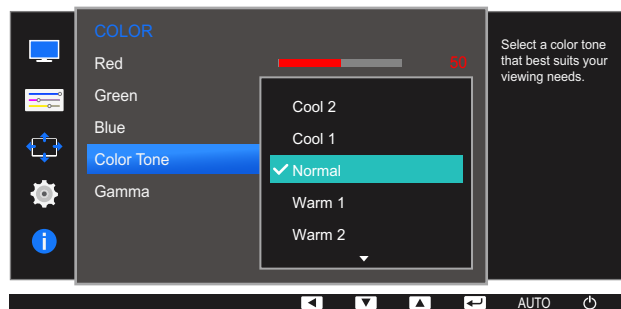 COLOR
Red
50
Green
Blue
Color Tone
Gamma
Cool 2
Cool 1
Normal
Warm 1
Warm 2
Select a color tone
that best suits your
viewing needs.
AUTO